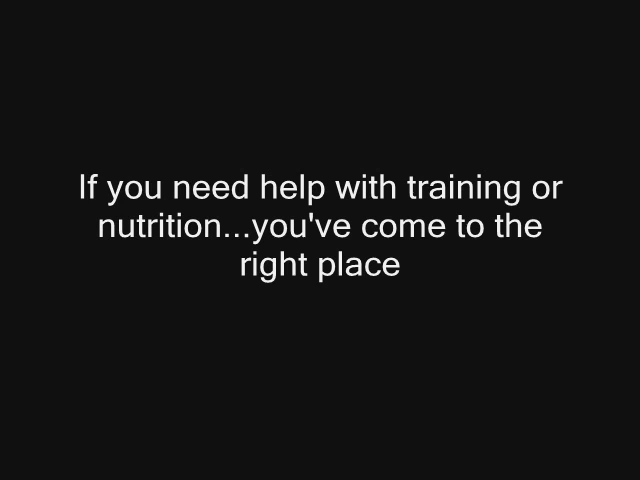 If you need help with training or
nutrition...you've come to the
right place